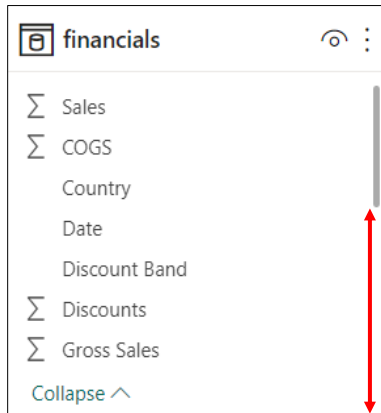 financials
Sales
COGS
Country
Date
Discount Band
Discounts
Gross Sales
Collapse